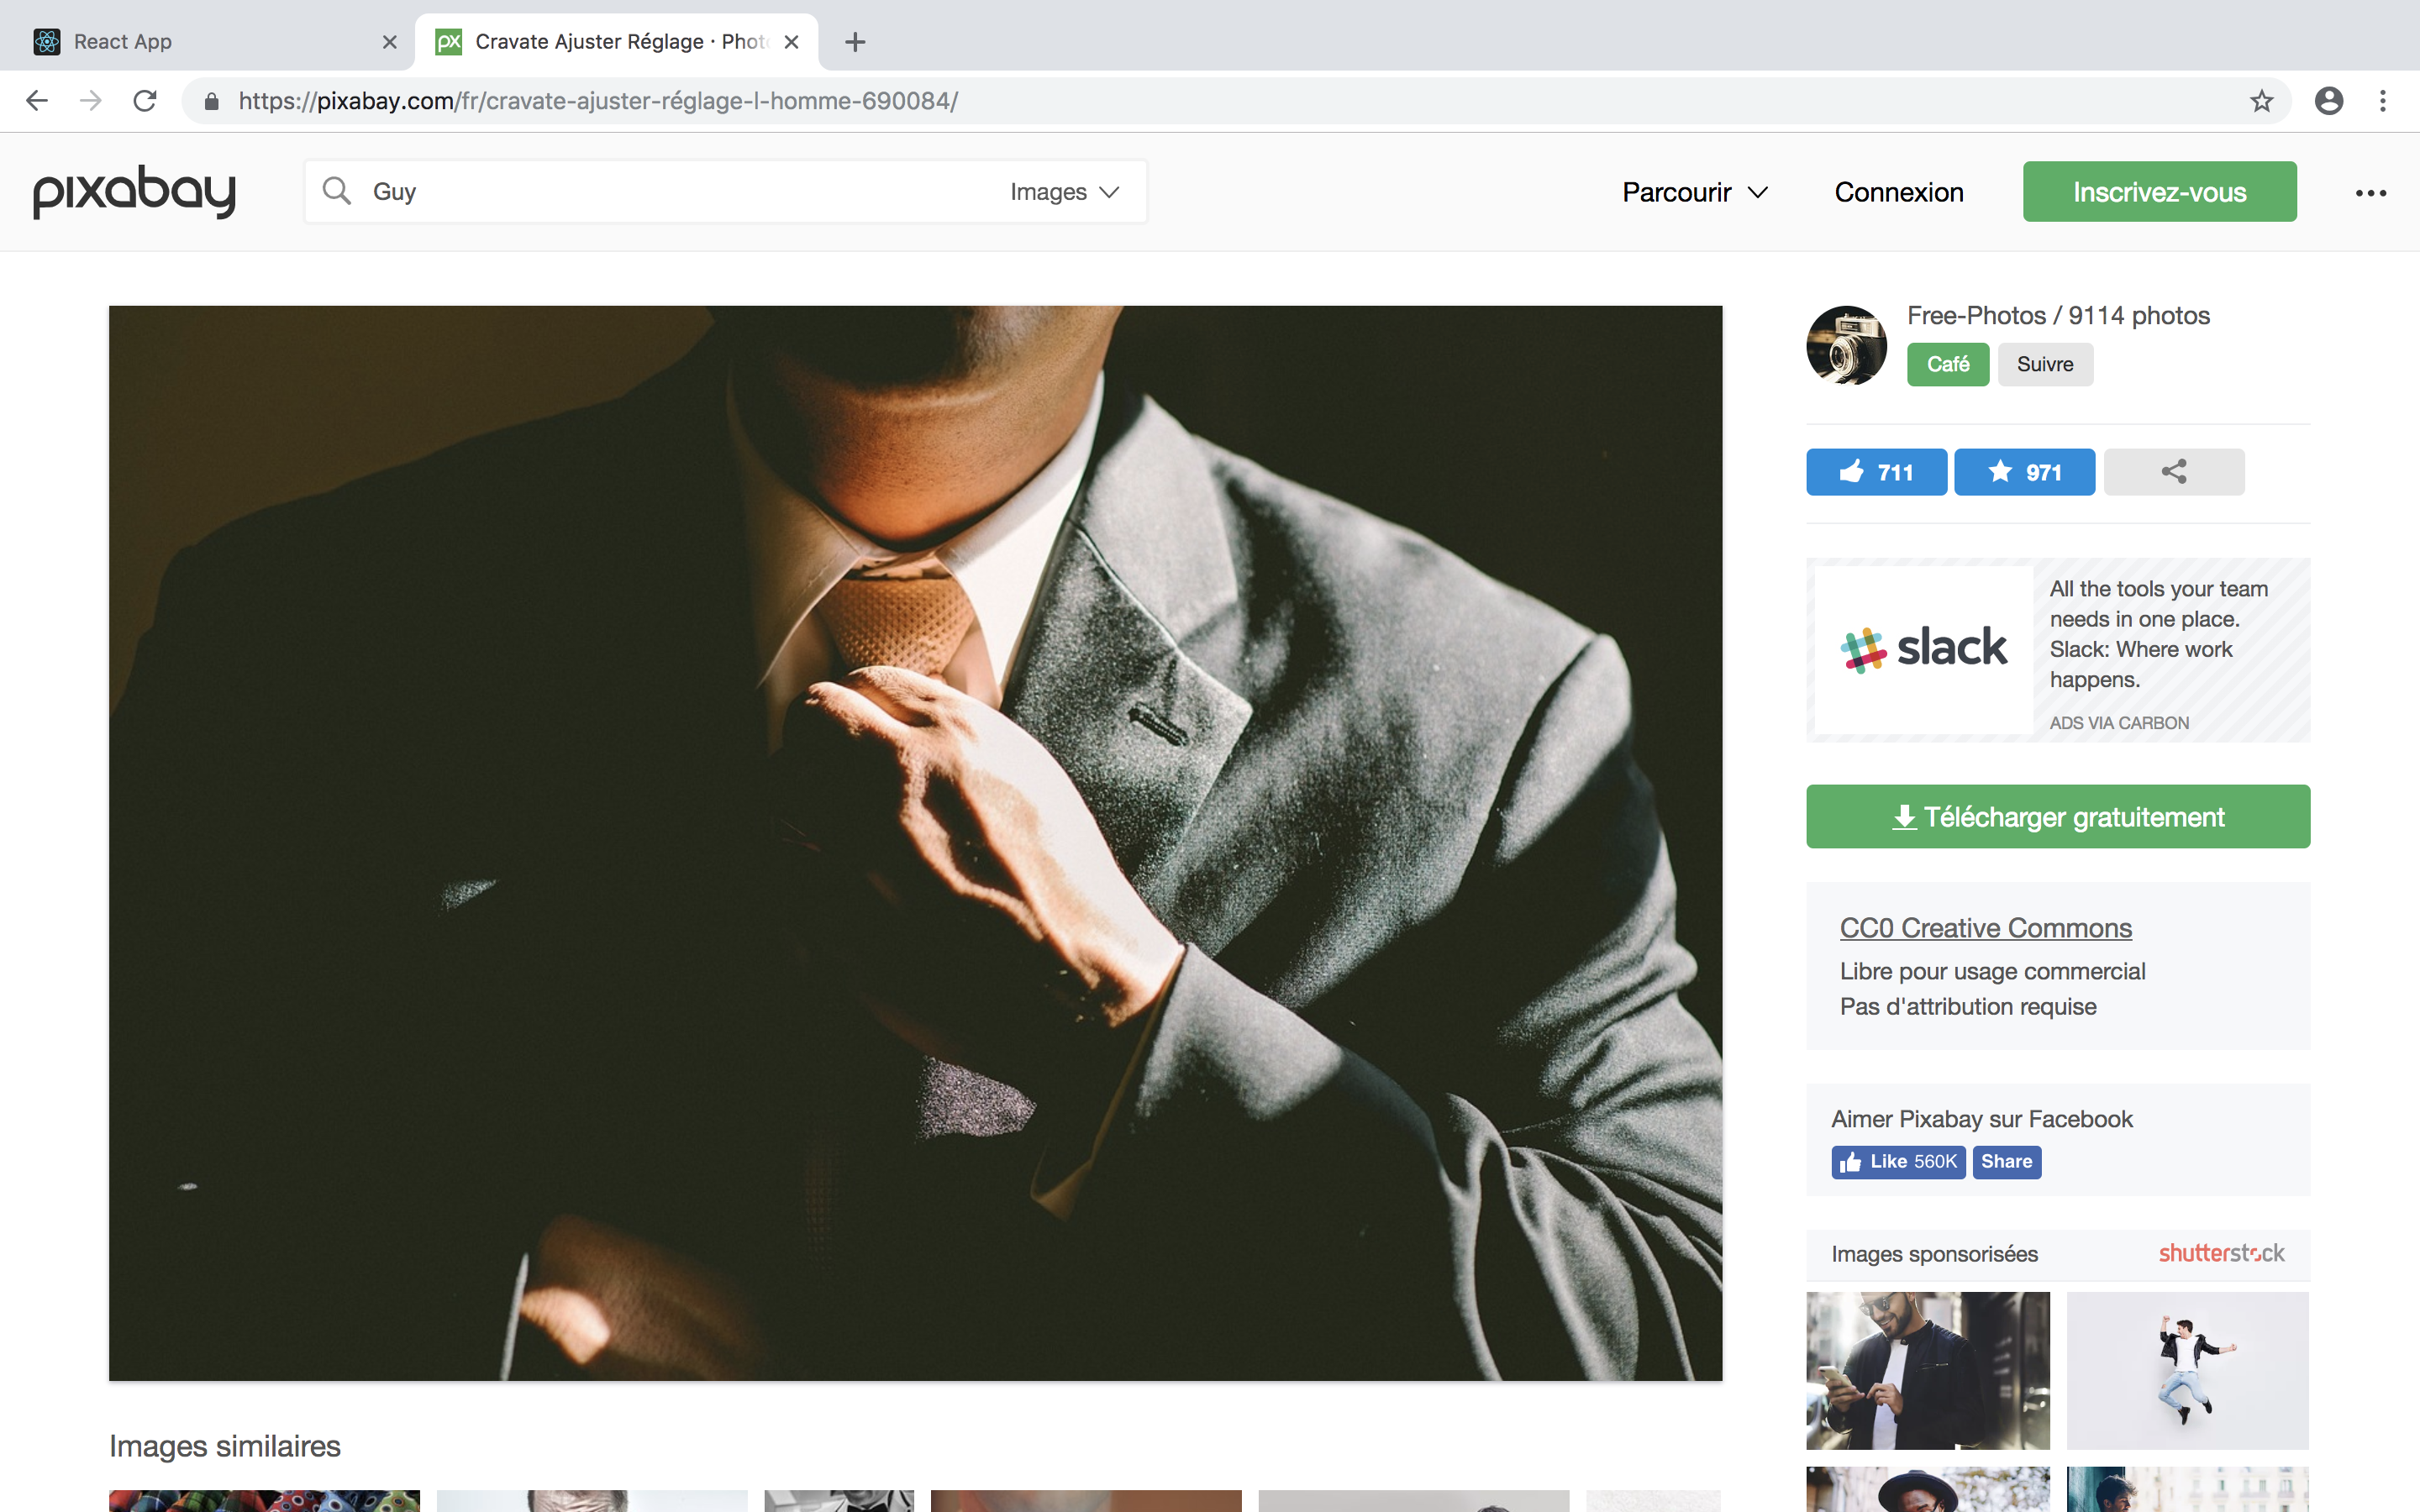 React App
Cravate Ajuster Réglage · Phot
https://pixabay.com/fr/cravate-ajuster-réglage-l-homme-690084/
pixabay
Guy
Images
Parcourir
Connexion
Inscrivez-vous
Free-Photos / 9114 photos
Café
Suivre
711
971
slack
All the tools your team
needs in one place.
Slack: Where work
happens.
ADS VIA CARBON
Télécharger gratuitement
CC0 Creative Commons
Libre pour usage commercial
Pas d'attribution requise
Aimer Pixabay sur Facebook
Like 560K
Share
Images sponsorisées
shutterstock
Images similaires